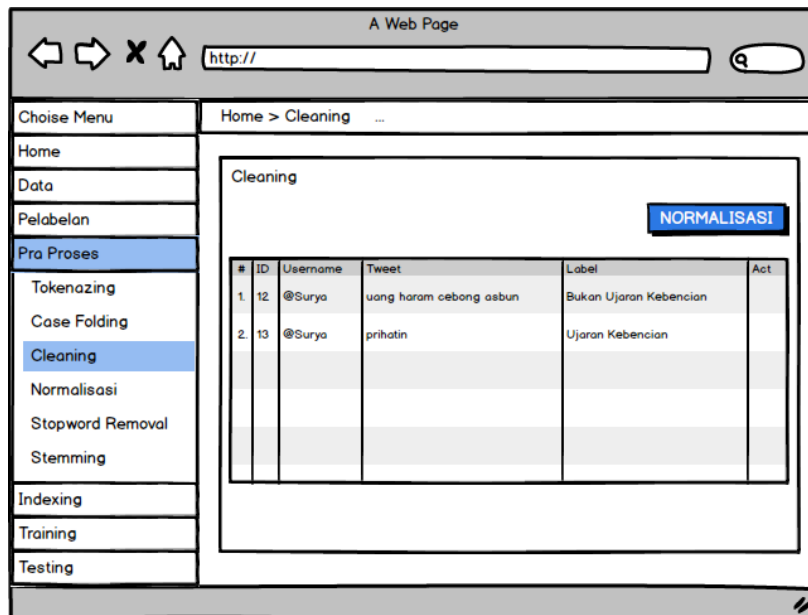 A Web Page
http://
Choise Menu
Home
Data
Pelabelan
Pra Proses
Tokenazing
Case Folding
Cleaning
Normalisasi
Stopword Removal
Stemming
Indexing
Training
Testing
Home > Cleaning ...
Cleaning
NORMALISASI
# ID Username Tweet Label Act
1. 12 @Surya uang haram cebong asbun Bukan Ujaran Kebencian
2. 13 @Surya prihatin Ujaran Kebencian